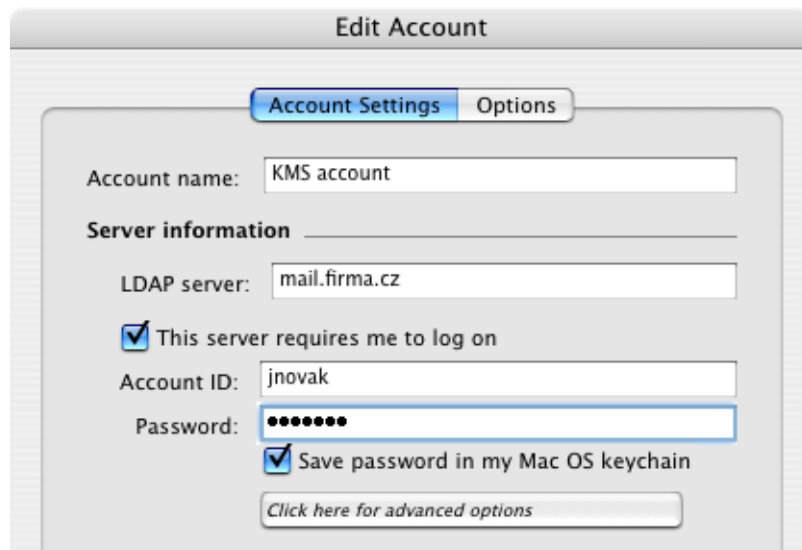 Edit Account
Account Settings Options
Account name: KMS account
Server information
LDAP server: mail.firma.cz
This server requires me to log on
Account ID: jnovak
Password: •••••••
Save password in my Mac OS keychain
Click here for advanced options